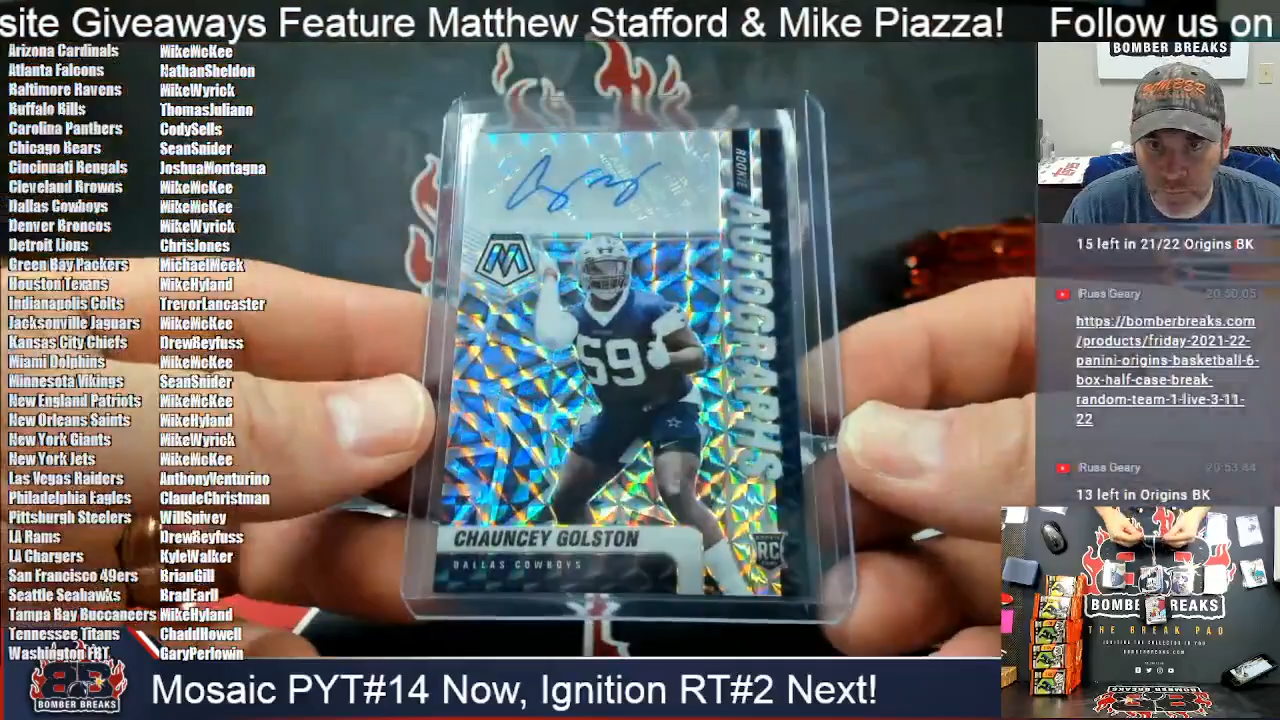 site Giveaways Feature Matthew Stafford & Mike Piazza! Follow us on
Arizona Cardinals MikeMcKee
Atlanta Falcons NathanSheldon
Baltimore Ravens MikeWyrick
Buffalo Bills ThomasJuliano
Carolina Panthers CodySells
Chicago Bears SeanSnider
Cincinnati Bengals JoshuaMontagna
Cleveland Browns MikeMcKee
Dallas Cowboys MikeMcKee
Denver Broncos MikeWyrick
Detroit Lions ChrisJones
Green Bay Packers MichaelMeek
Houston Texans MikeHyland
Indianapolis Colts TrevorLancaster
Jacksonville Jaguars MikeMcKee
Kansas City Chiefs DrewBeyfuss
Miami Dolphins MikeMcKee
Minnesota Vikings SeanSnider
New England Patriots MikeMcKee
New Orleans Saints MikeHyland
New York Giants MikeWyrick
New York Jets MikeMcKee
Las Vegas Raiders AnthonyVenturino
Philadelphia Eagles ClaudeChristman
Pittsburgh Steelers WillSpivey
LA Rams DrewBeyfuss
LA Chargers KyleWalker
San Francisco 49ers BrianGill
Seattle Seahawks BradEarll
Tampa Bay Buccaneers MikeHyland
Tennessee Titans ChaddHowell
Washington FBT GaryPerlowin
ROOKIE
AUTOGRAPHS
M
59
CHAUNCEY GOLSTON
DALLAS COWBOYS
RC
BOMBER BREAKS
BOMBER
15 left in 21/22 Origins BK
Russ Geary 20:50:05
https://bomberbreaks.com
/products/friday-2021-22-
panini-origins-basketball-6-
box-half-case-break-
random-team-1-live-3-11-
22
Russ Geary 20:53:44
13 left in Origins BK
BOMBER BREAKS
THE BREAK PAD
BOMBER BREAKS
Mosaic PYT#14 Now, Ignition RT#2 Next!